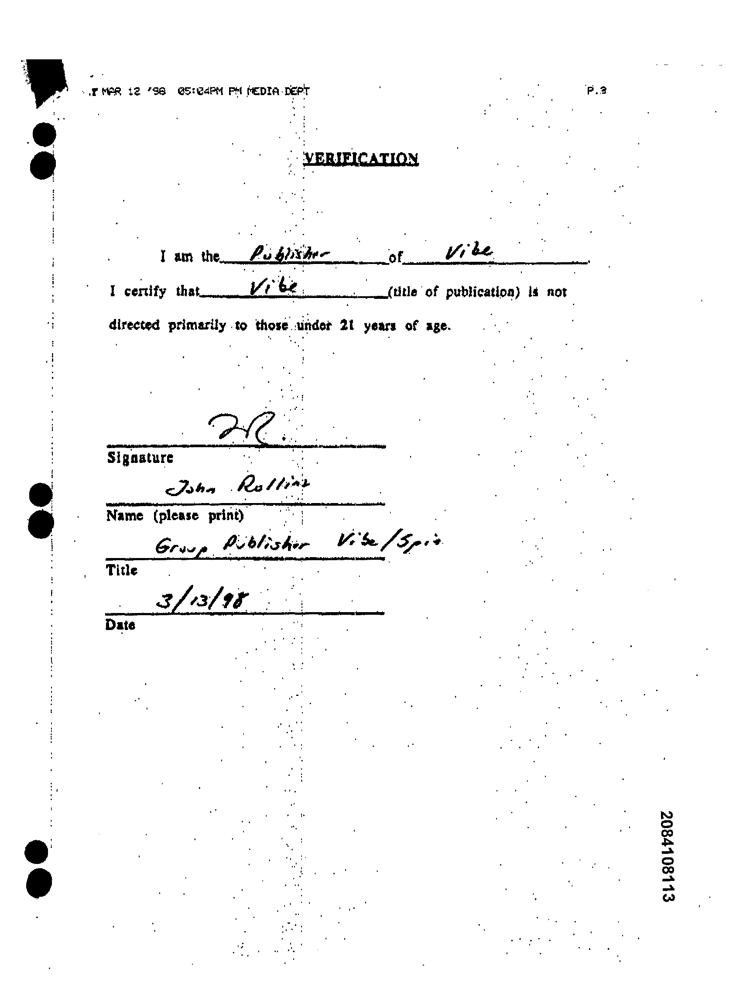 MAR 12 '98 05:04PM PM MEDIA DEPT P.3
VERIFICATION
I am the Publisher of Vibe.
I certify that Vibe (title of publication) is not
directed primarily to those under 21 years of age.
Signature
John Rollins
Name (please print)
Group Publisher Vibe/Spin
Title
3/13/98
Date
2084108113